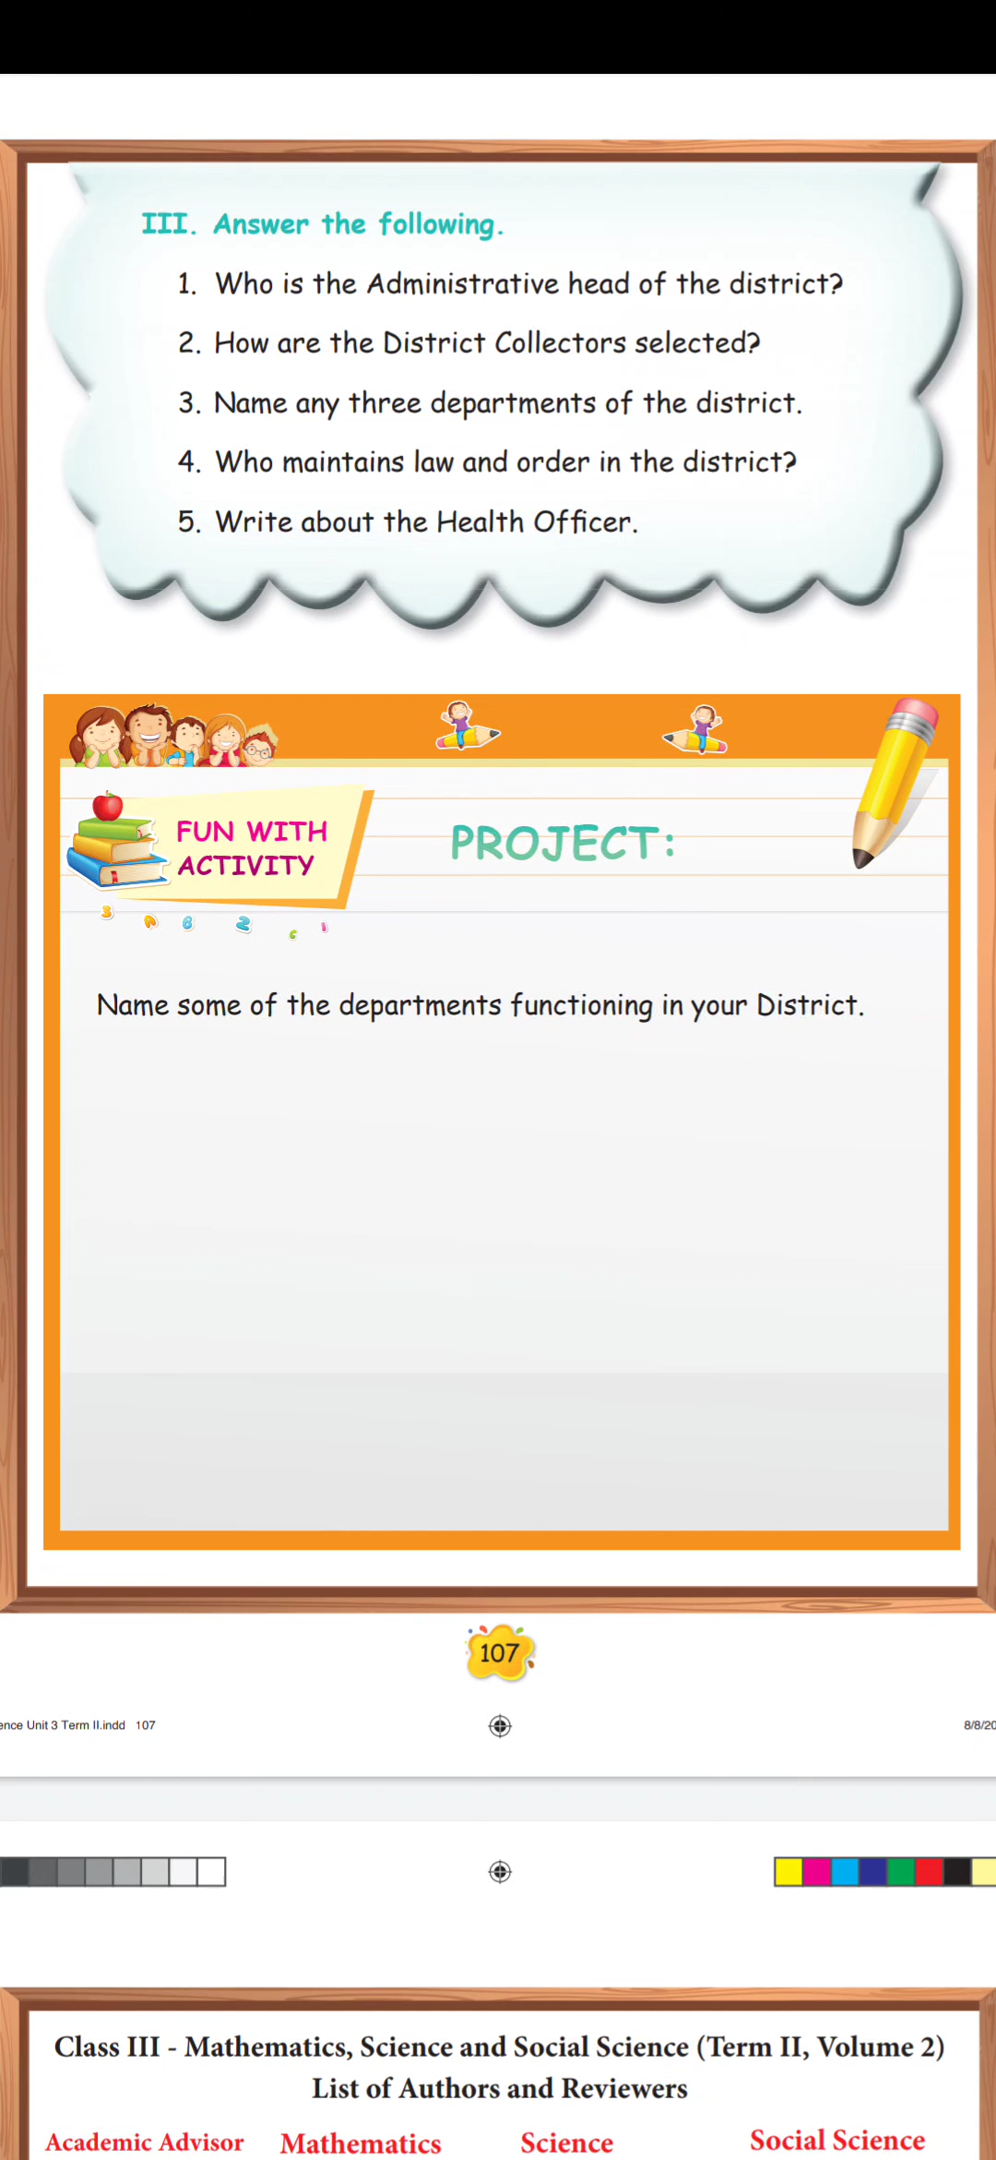 III. Answer the following.
1. Who is the Administrative head of the district?
2. How are the District Collectors selected?
3. Name any three departments of the district.
4. Who maintains law and order in the district?
5. Write about the Health Officer.
FUN WITH
ACTIVITY
PROJECT:
3 A B 2 C 1
Name some of the departments functioning in your District.
107
ence Unit 3 Term II.indd 107
8/8/20
Class III - Mathematics, Science and Social Science (Term II, Volume 2)
List of Authors and Reviewers
Academic Advisor Mathematics Science Social Science